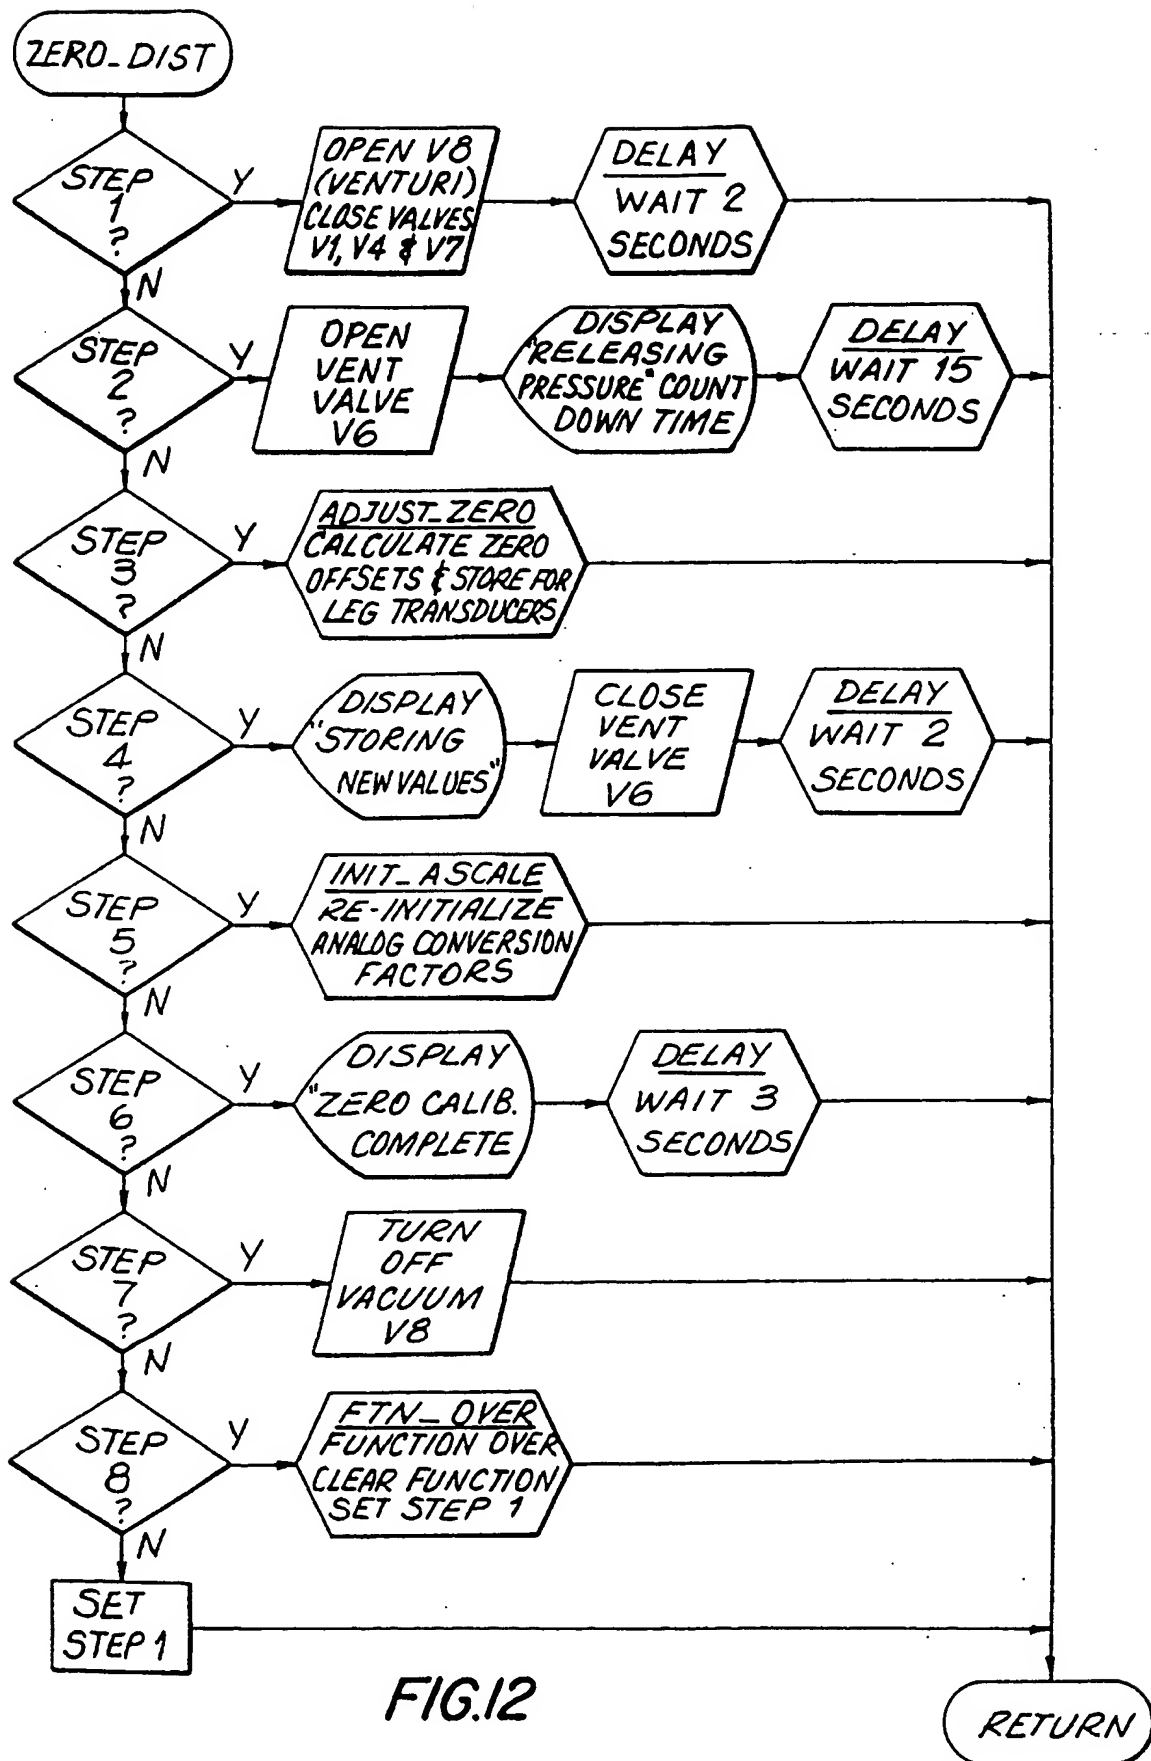 ZERO_DIST
STEP
1
?
Y
OPEN V8
(VENTURI)
CLOSE VALVES
V1, V4 & V7
DELAY
WAIT 2
SECONDS
N
STEP
2
?
Y
OPEN
VENT
VALVE
V6
DISPLAY
"RELEASING
PRESSURE" COUNT
DOWN TIME
DELAY
WAIT 15
SECONDS
N
STEP
3
?
Y
ADJUST_ZERO
CALCULATE ZERO
OFFSETS & STORE FOR
LEG TRANSDUCERS
N
STEP
4
?
Y
DISPLAY
"STORING
NEW VALUES"
CLOSE
VENT
VALVE
V6
DELAY
WAIT 2
SECONDS
N
STEP
5
?
Y
INIT_ASCALE
RE-INITIALIZE
ANALOG CONVERSION
FACTORS
N
STEP
6
?
Y
DISPLAY
"ZERO CALIB.
COMPLETE
DELAY
WAIT 3
SECONDS
N
STEP
7
?
Y
TURN
OFF
VACUUM
V8
N
STEP
8
?
Y
FTN_OVER
FUNCTION OVER
CLEAR FUNCTION
SET STEP 1
N
SET
STEP 1
RETURN
FIG.12